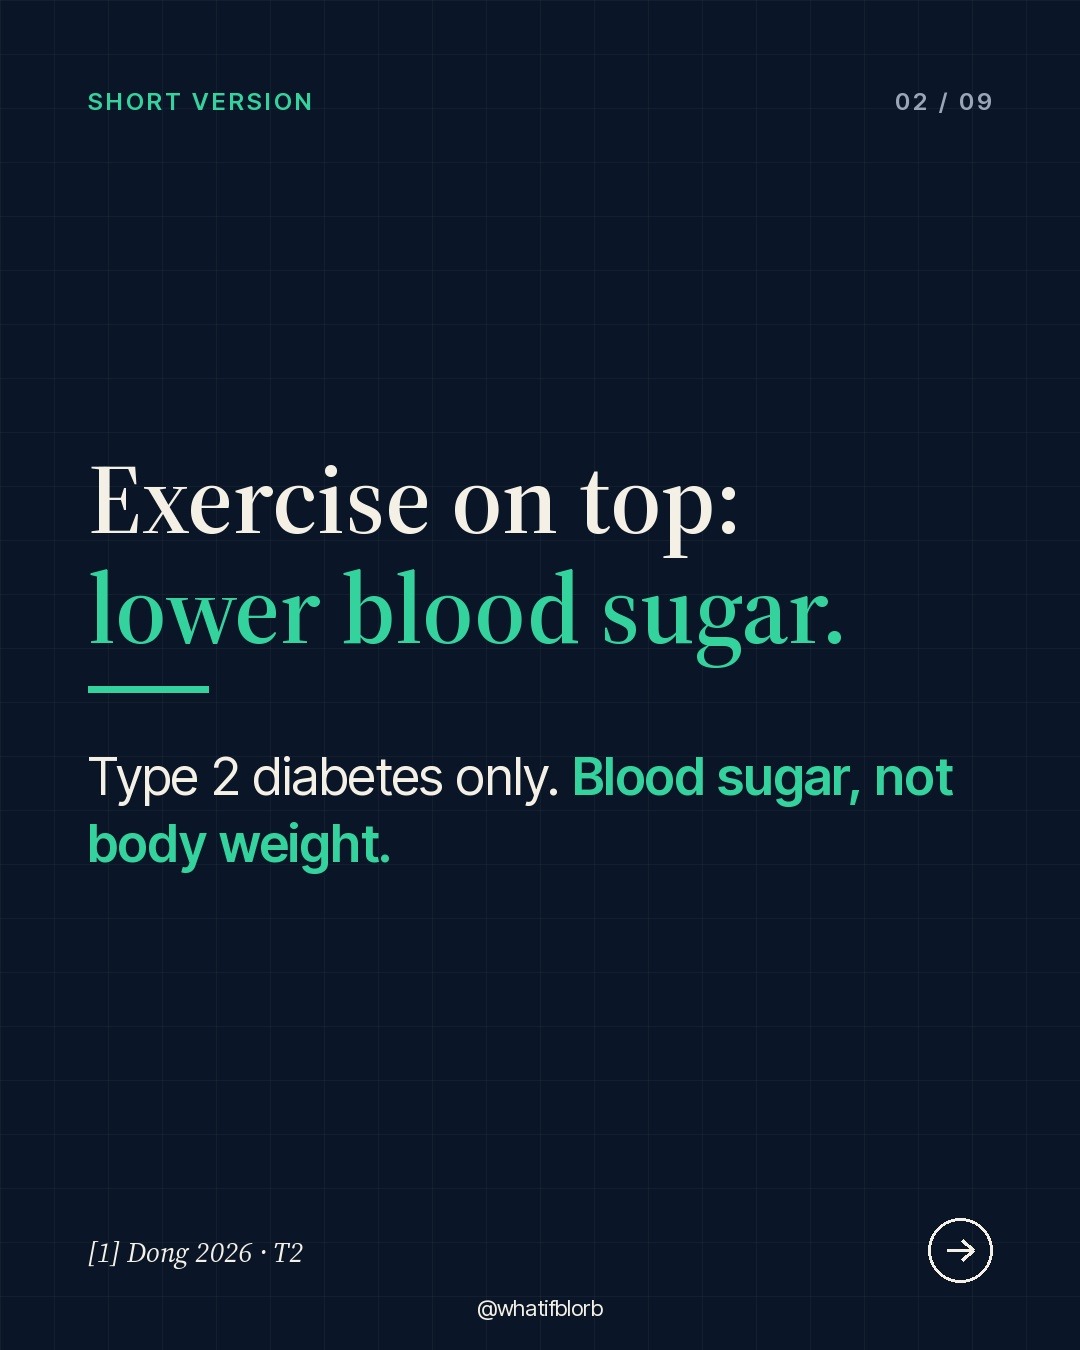 SHORT VERSION
02 / 09
Exercise on top:
lower blood sugar.
Type 2 diabetes only. Blood sugar, not
body weight.
[1] Dong 2026 · T2
@whatifblorb